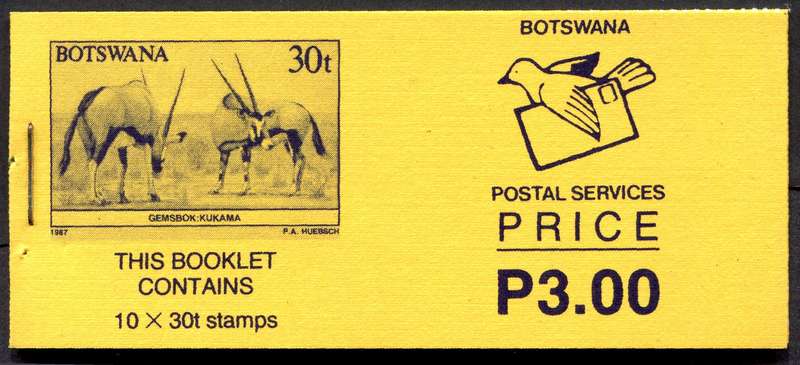 BOTSWANA 30t
GEMSBOK:KUKAMA
1987 P.A. HUEBSCH
THIS BOOKLET
CONTAINS
10 × 30t stamps
BOTSWANA
POSTAL SERVICES
PRICE
P3.00